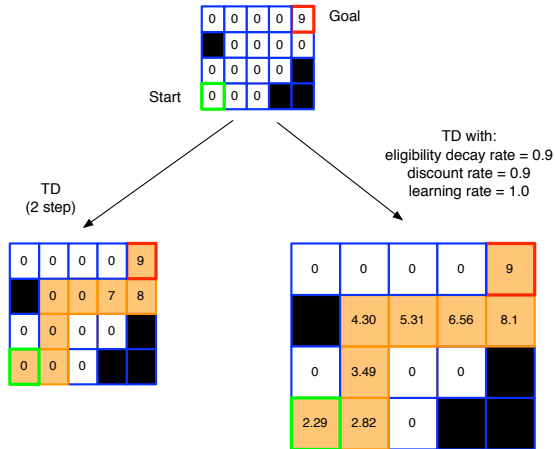 0 0 0 0 9 Goal
0 0 0 0
0 0 0 0
Start 0 0 0
TD
(2 step)
TD with:
eligibility decay rate = 0.9
discount rate = 0.9
learning rate = 1.0
0 0 0 0 9
0 0 7 8
0 0 0 0
0 0 0
0 0 0 0 9
4.30 5.31 6.56 8.1
0 3.49 0 0
2.29 2.82 0